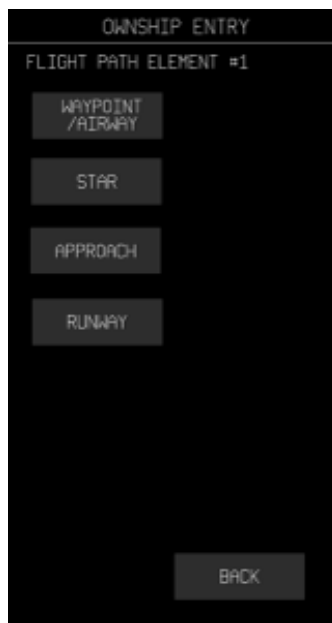 OWNSHIP ENTRY
FLIGHT PATH ELEMENT #1
WAYPOINT
/AIRWAY
STAR
APPROACH
RUNWAY
BACK